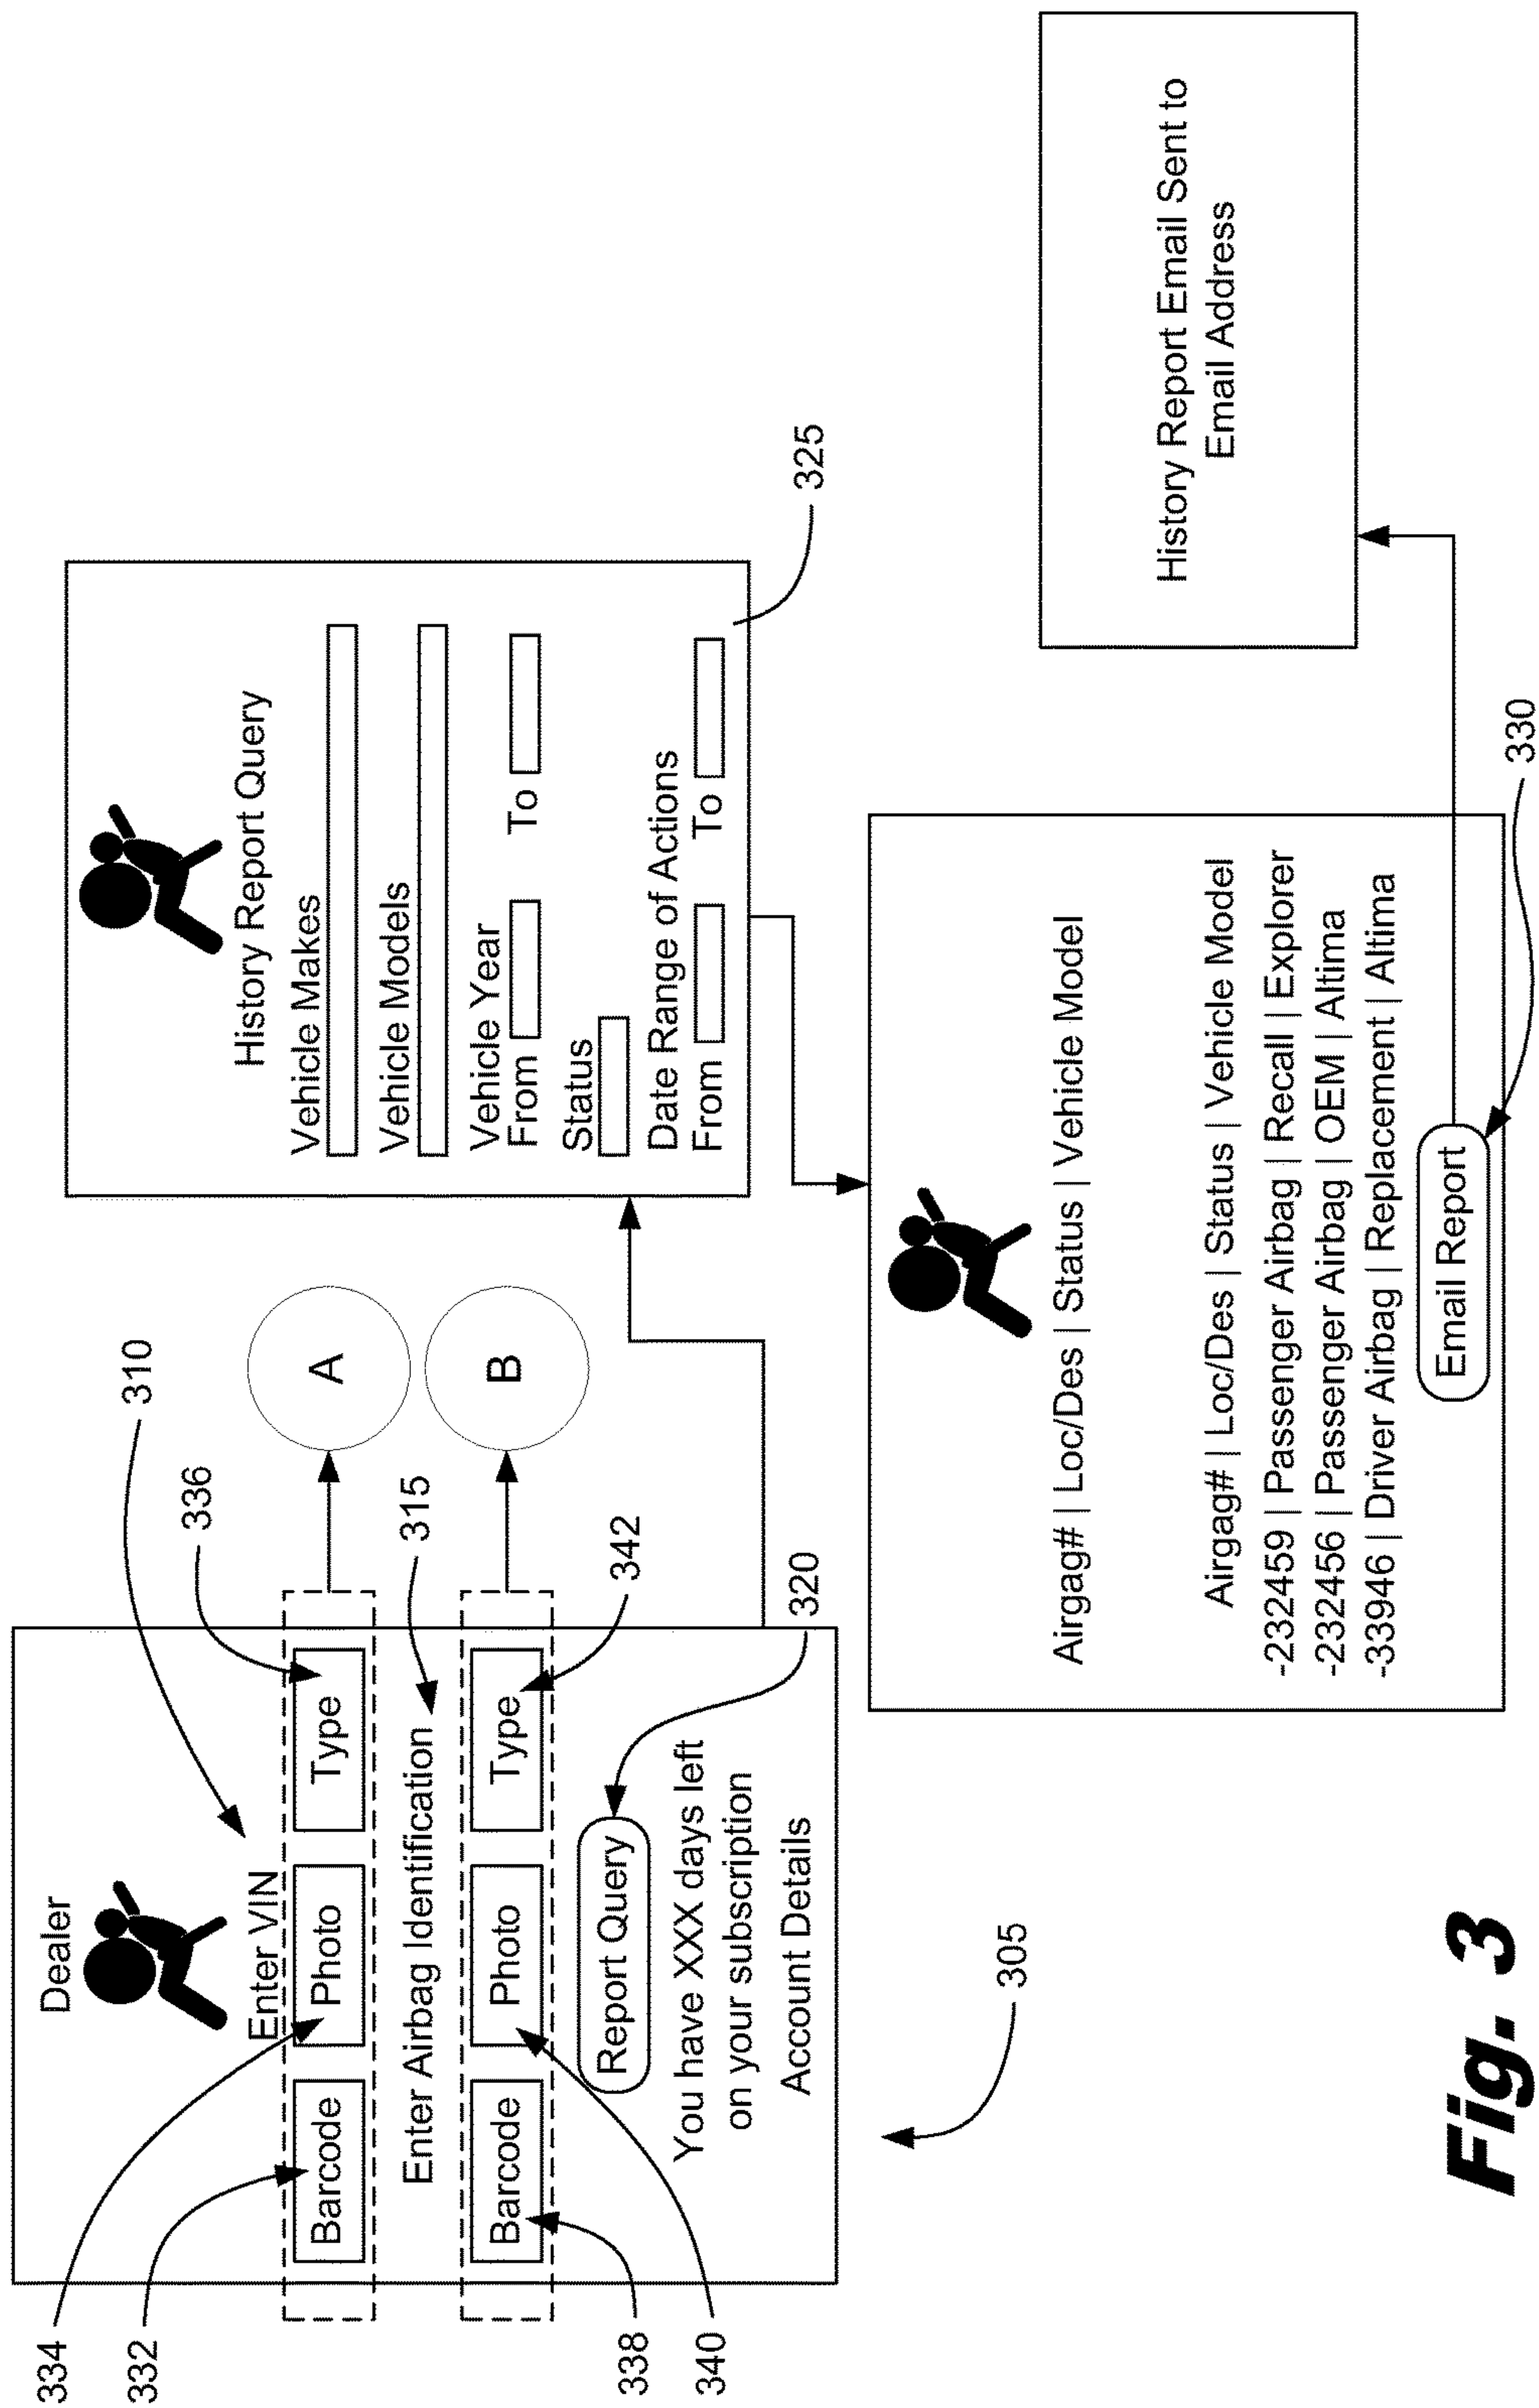 Dealer
Enter VIN
Barcode
Photo
Type
Enter Airbag Identification
Barcode
Photo
Type
Report Query
You have XXX days left
on your subscription
Account Details
334
332
338
340
310
336
315
342
320
305
A
B
History Report Query
Vehicle Makes
Vehicle Models
Vehicle Year
From
To
Status
Date Range of Actions
From
To
325
Airgag# | Loc/Des | Status | Vehicle Model
Airgag# | Loc/Des | Status | Vehicle Model
-232459 | Passenger Airbag | Recall | Explorer
-232456 | Passenger Airbag | OEM | Altima
-33946 | Driver Airbag | Replacement | Altima
Email Report
330
History Report Email Sent to
Email Address
Fig. 3